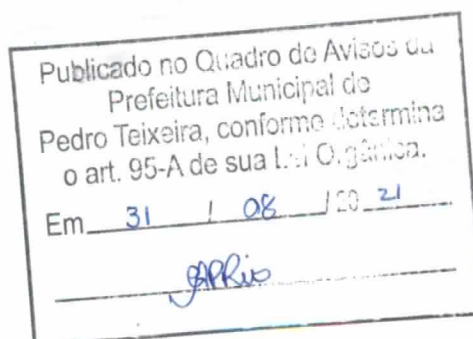 Publicado no Quadro de Avisos da
Prefeitura Municipal de
Pedro Teixeira, conforme determina
o art. 95-A de sua Lei Orgânica.
Em 31 / 08 / 20 21